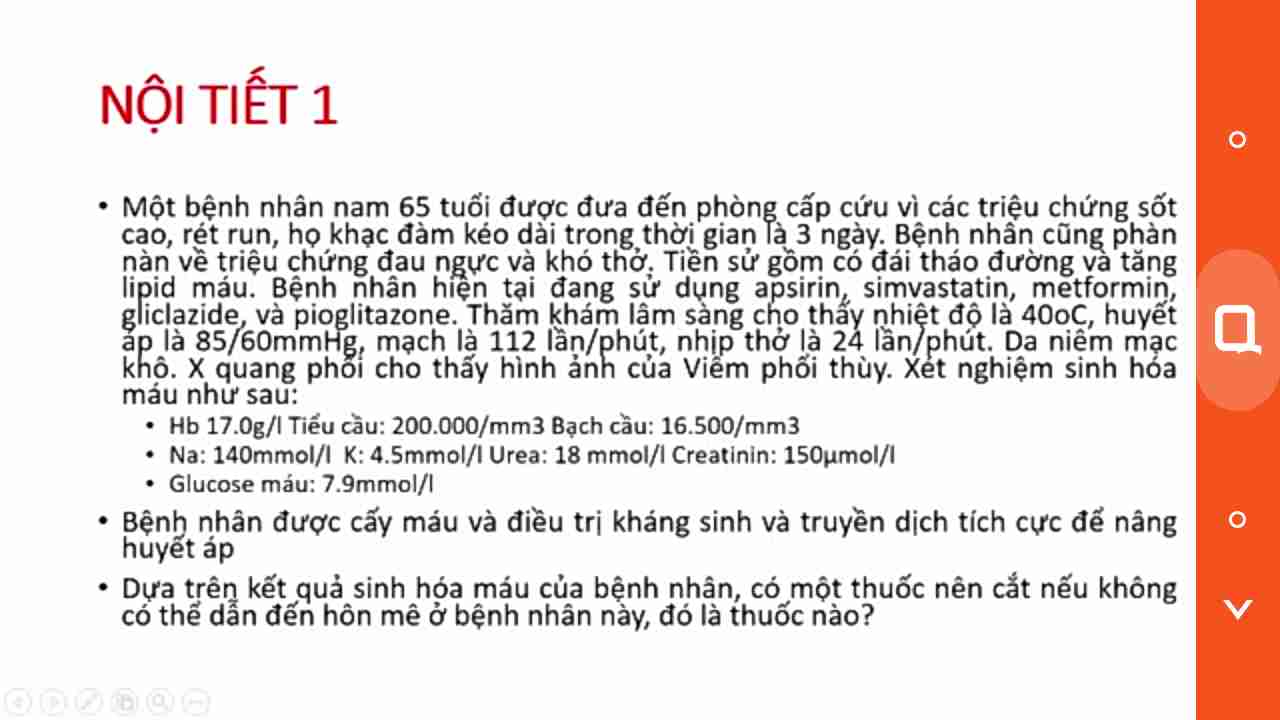 NỘI TIẾT 1
• Một bệnh nhân nam 65 tuổi được đưa đến phòng cấp cứu vì các triệu chứng sốt
cao, rét run, họ khạc đàm kéo dài trong thời gian là 3 ngày. Bệnh nhân cũng phàn
nàn về triệu chứng đau ngực và khó thở. Tiền sử gồm có đái tháo đường và tăng
lipid máu. Bệnh nhân hiện tại đang sử dụng apsirin, simvastatin, metformin,
gliclazide, và pioglitazone. Thăm khám lâm sàng cho thấy nhiệt độ là 40oC, huyết
áp là 85/60mmHg, mạch là 112 lần/phút, nhịp thở là 24 lần/phút. Da niêm mạc
khô. X quang phổi cho thấy hình ảnh của Viêm phổi thùy. Xét nghiệm sinh hóa
máu như sau:
• Hb 17.0g/l Tiểu cầu: 200.000/mm3 Bạch cầu: 16.500/mm3
• Na: 140mmol/l K: 4.5mmol/l Urea: 18 mmol/l Creatinin: 150µmol/l
• Glucose máu: 7.9mmol/l
• Bệnh nhân được cấy máu và điều trị kháng sinh và truyền dịch tích cực để nâng
huyết áp
• Dựa trên kết quả sinh hóa máu của bệnh nhân, có một thuốc nên cắt nếu không
có thể dẫn đến hôn mê ở bệnh nhân này, đó là thuốc nào?